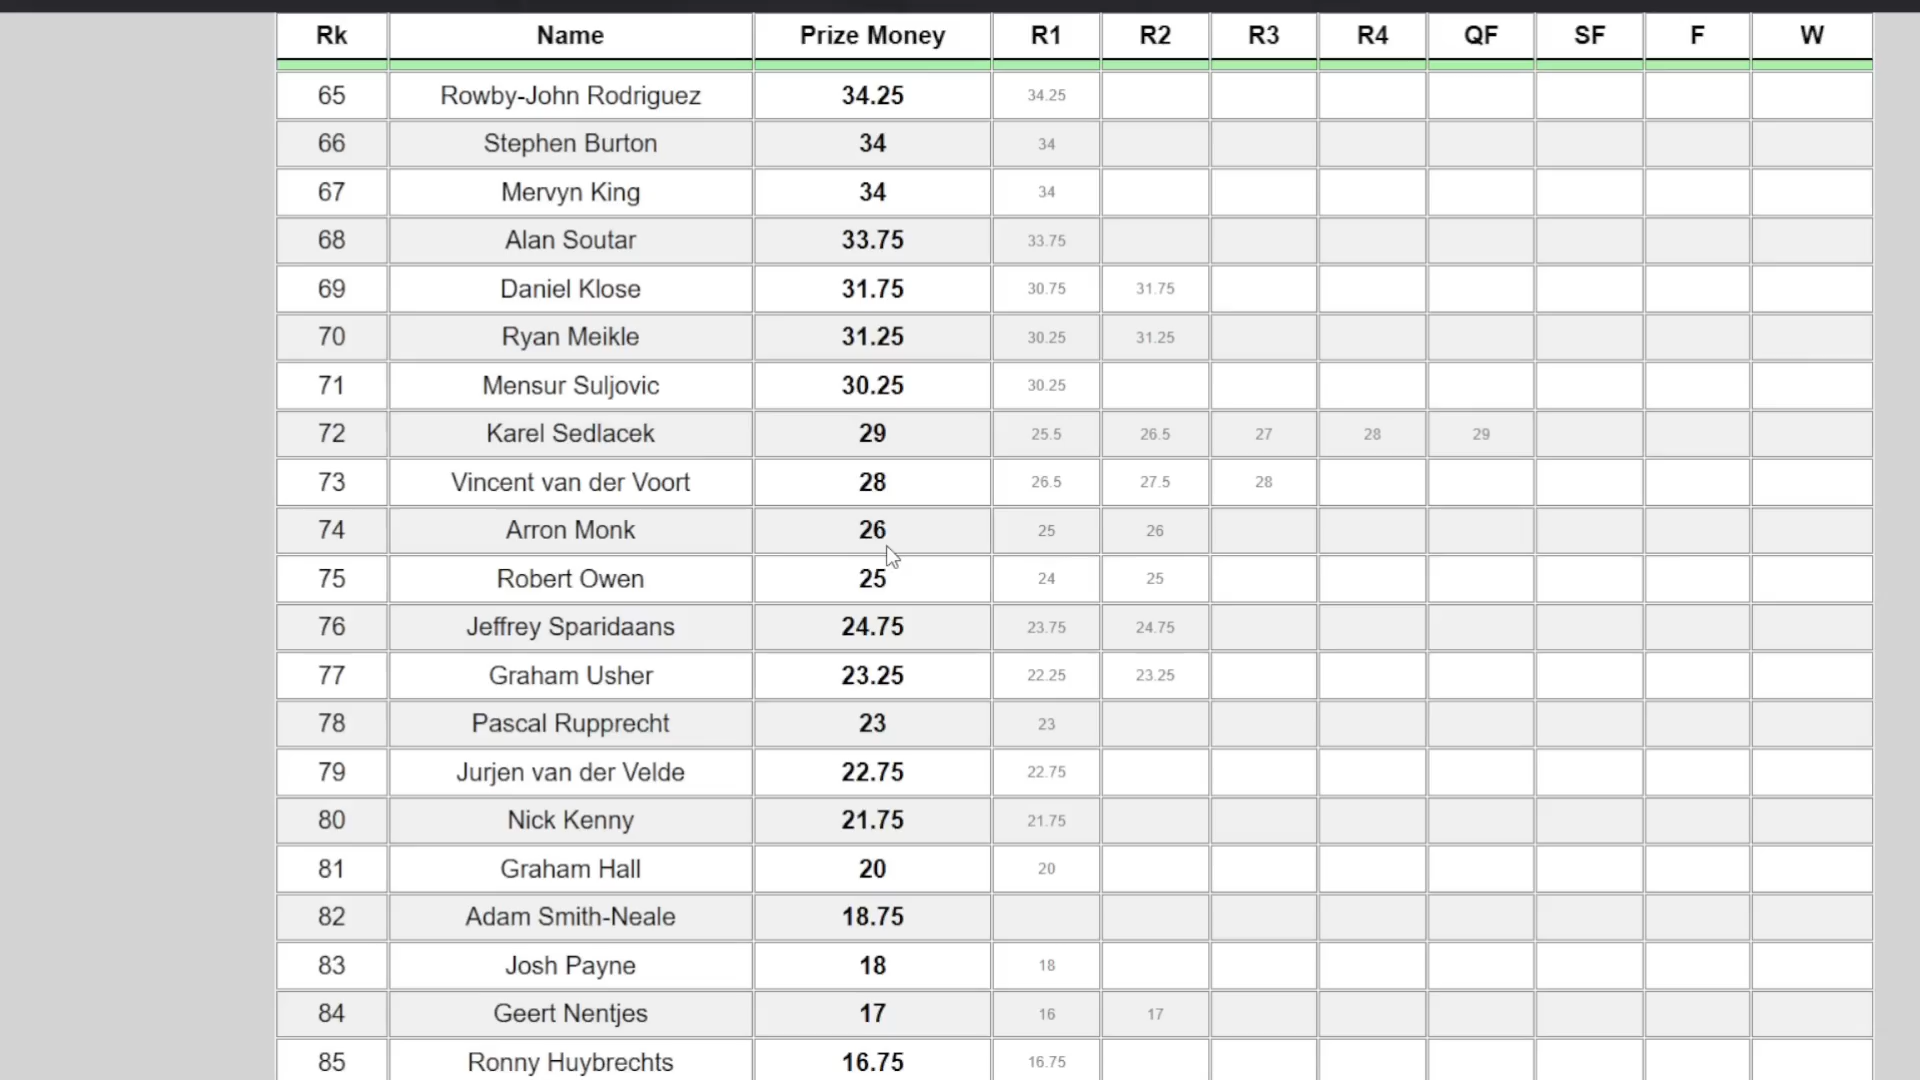 Rk Name Prize Money R1 R2 R3 R4 QF SF F W
65 Rowby-John Rodriguez 34.25 34.25
66 Stephen Burton 34 34
67 Mervyn King 34 34
68 Alan Soutar 33.75 33.75
69 Daniel Klose 31.75 30.75 31.75
70 Ryan Meikle 31.25 30.25 31.25
71 Mensur Suljovic 30.25 30.25
72 Karel Sedlacek 29 25.5 26.5 27 28 29
73 Vincent van der Voort 28 26.5 27.5 28
74 Arron Monk 26 25 26
75 Robert Owen 25 24 25
76 Jeffrey Sparidaans 24.75 23.75 24.75
77 Graham Usher 23.25 22.25 23.25
78 Pascal Rupprecht 23 23
79 Jurjen van der Velde 22.75 22.75
80 Nick Kenny 21.75 21.75
81 Graham Hall 20 20
82 Adam Smith-Neale 18.75
83 Josh Payne 18 18
84 Geert Nentjes 17 16 17
85 Ronny Huybrechts 16.75 16.75